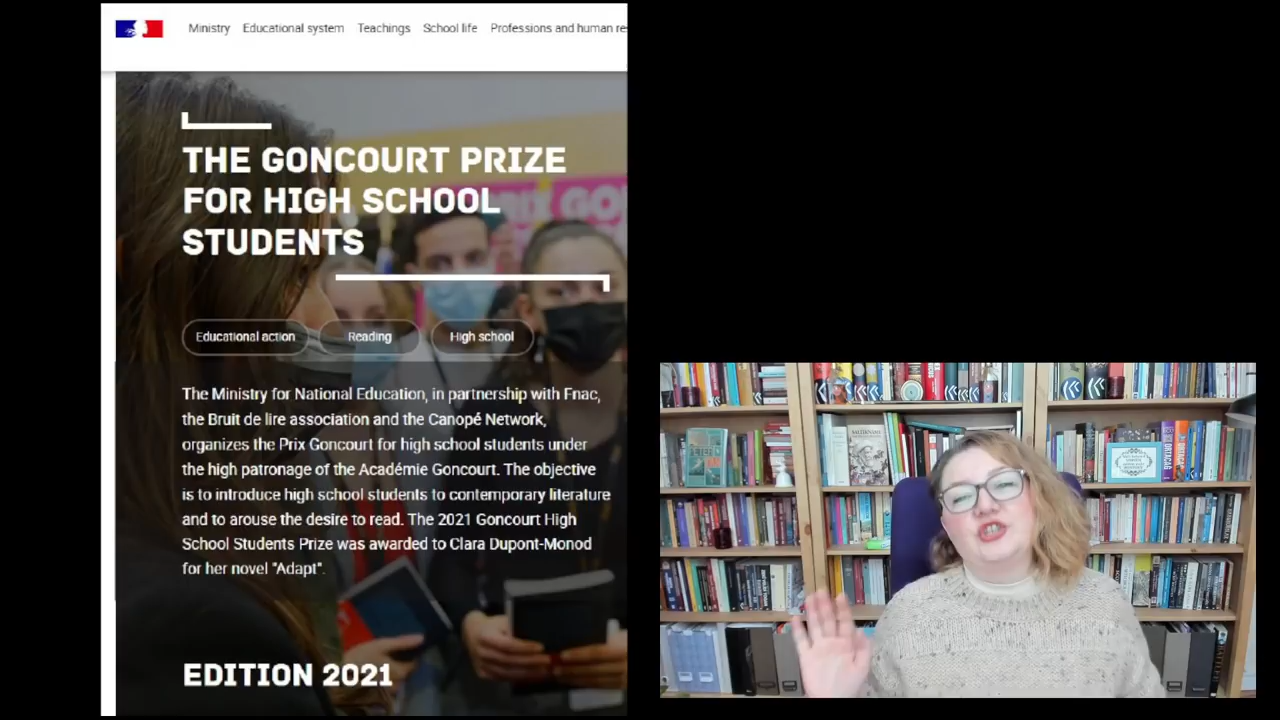 Ministry Educational system Teachings School life Professions and human re
THE GONCOURT PRIZE
FOR HIGH SCHOOL
STUDENTS
Educational action Reading High school
The Ministry for National Education, in partnership with Fnac,
the Bruit de lire association and the Canopé Network,
organizes the Prix Goncourt for high school students under
the high patronage of the Académie Goncourt. The objective
is to introduce high school students to contemporary literature
and to arouse the desire to read. The 2021 Goncourt High
School Students Prize was awarded to Clara Dupont-Monod
for her novel "Adapt".
EDITION 2021